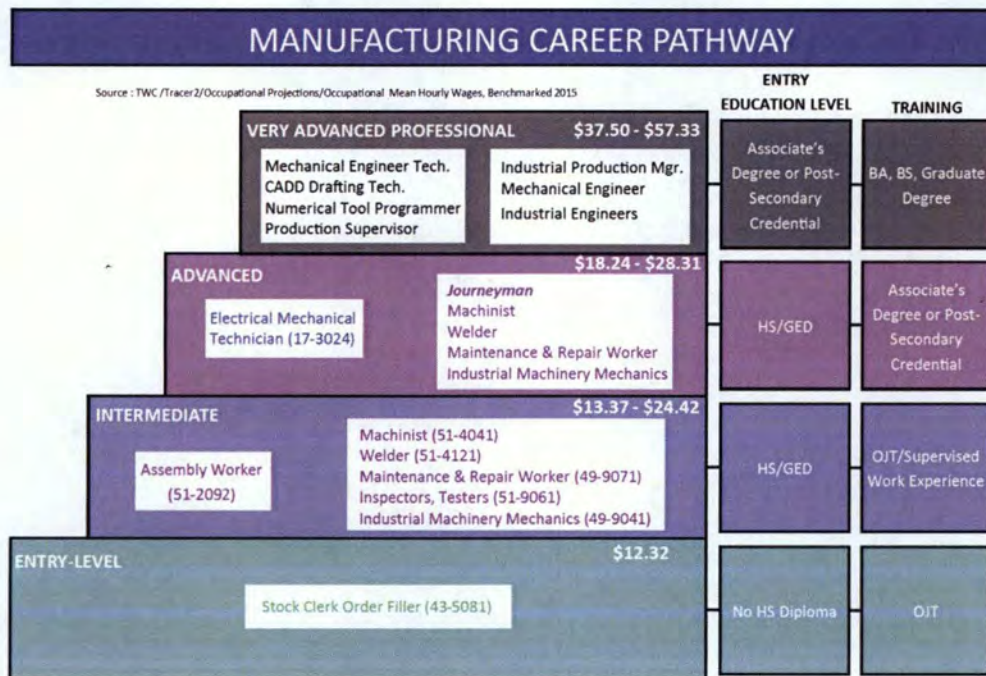 MANUFACTURING CAREER PATHWAY
Source : TWC /Tracer2/Occupational Projections/Occupational Mean Hourly Wages, Benchmarked 2015
ENTRY
EDUCATION LEVEL
TRAINING
VERY ADVANCED PROFESSIONAL
$37.50 - $57.33
Mechanical Engineer Tech.
CADD Drafting Tech.
Numerical Tool Programmer
Production Supervisor
Industrial Production Mgr.
Mechanical Engineer
Industrial Engineers
Associate's
Degree or Post-
Secondary
Credential
BA, BS, Graduate
Degree
ADVANCED
$18.24 - $28.31
Electrical Mechanical
Technician (17-3024)
Journeyman
Machinist
Welder
Maintenance & Repair Worker
Industrial Machinery Mechanics
HS/GED
Associate's
Degree or Post-
Secondary
Credential
INTERMEDIATE
$13.37 - $24.42
Assembly Worker
(51-2092)
Machinist (51-4041)
Welder (51-4121)
Maintenance & Repair Worker (49-9071)
Inspectors, Testers (51-9061)
Industrial Machinery Mechanics (49-9041)
HS/GED
OJT/Supervised
Work Experience
ENTRY-LEVEL
$12.32
Stock Clerk Order Filler (43-5081)
No HS Diploma
OJT